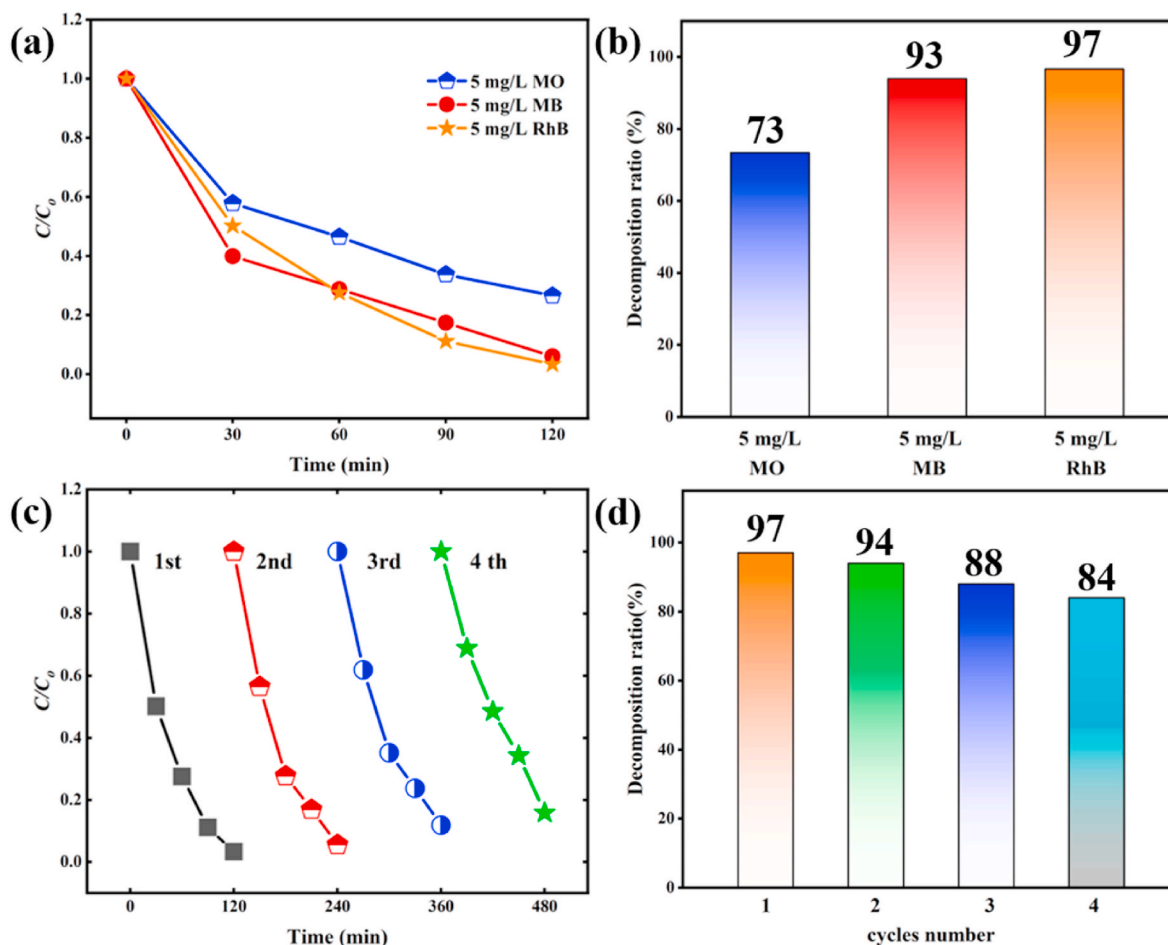 (a)
1.2
1.0
0.8
0.6
0.4
0.2
0.0
C/Co
5 mg/L MO
5 mg/L MB
5 mg/L RhB
0 30 60 90 120
Time (min)
(b)
100
80
60
40
20
0
Decomposition ratio (%)
73 93 97
5 mg/L 5 mg/L 5 mg/L
MO MB RhB
(c)
1.2
1.0
0.8
0.6
0.4
0.2
0.0
C/Co
1st 2nd 3rd 4 th
0 120 240 360 480
Time (min)
(d)
100
80
60
40
20
0
Decomposition ratio(%)
97 94 88 84
1 2 3 4
cycles number